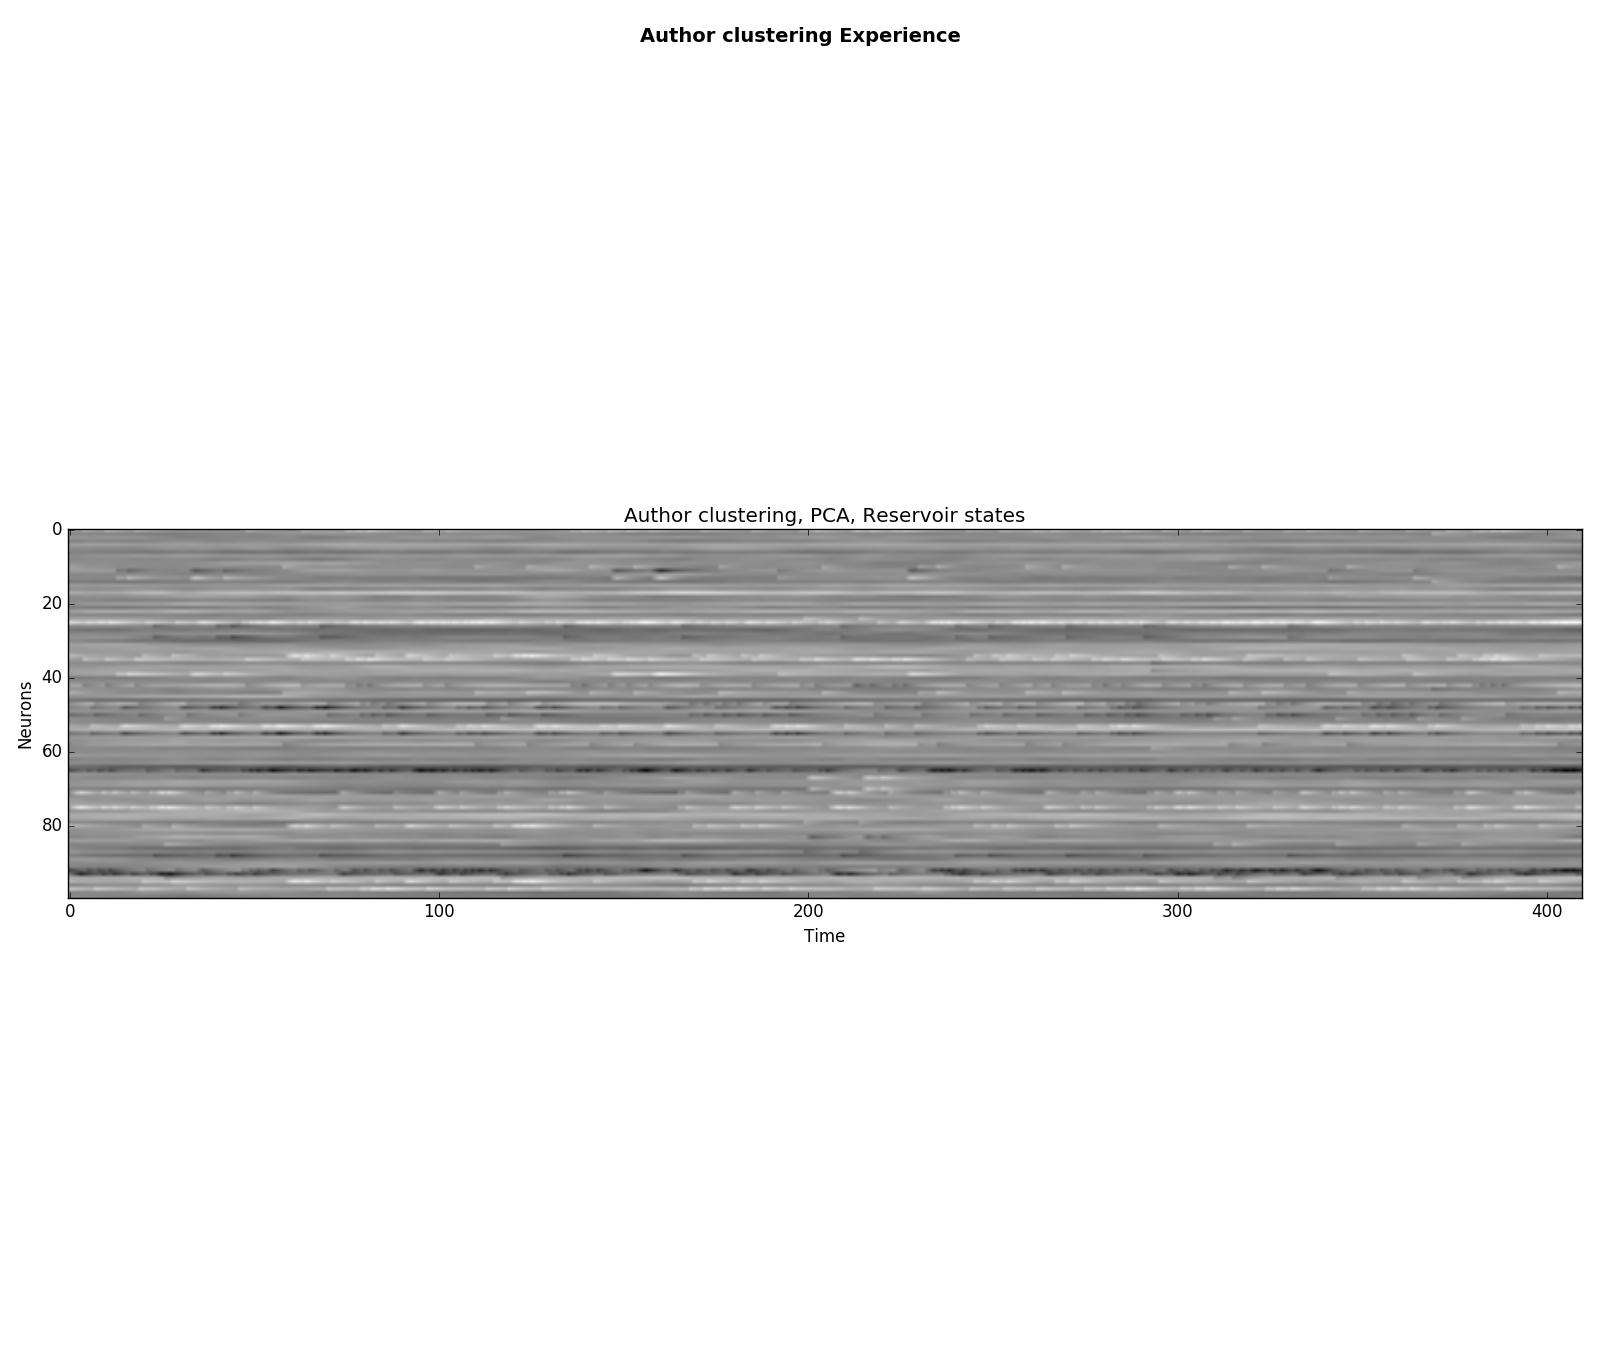 Author clustering Experience
Author clustering, PCA, Reservoir states
0
20
40
60
80
Neurons
0 100 200 300 400
Time